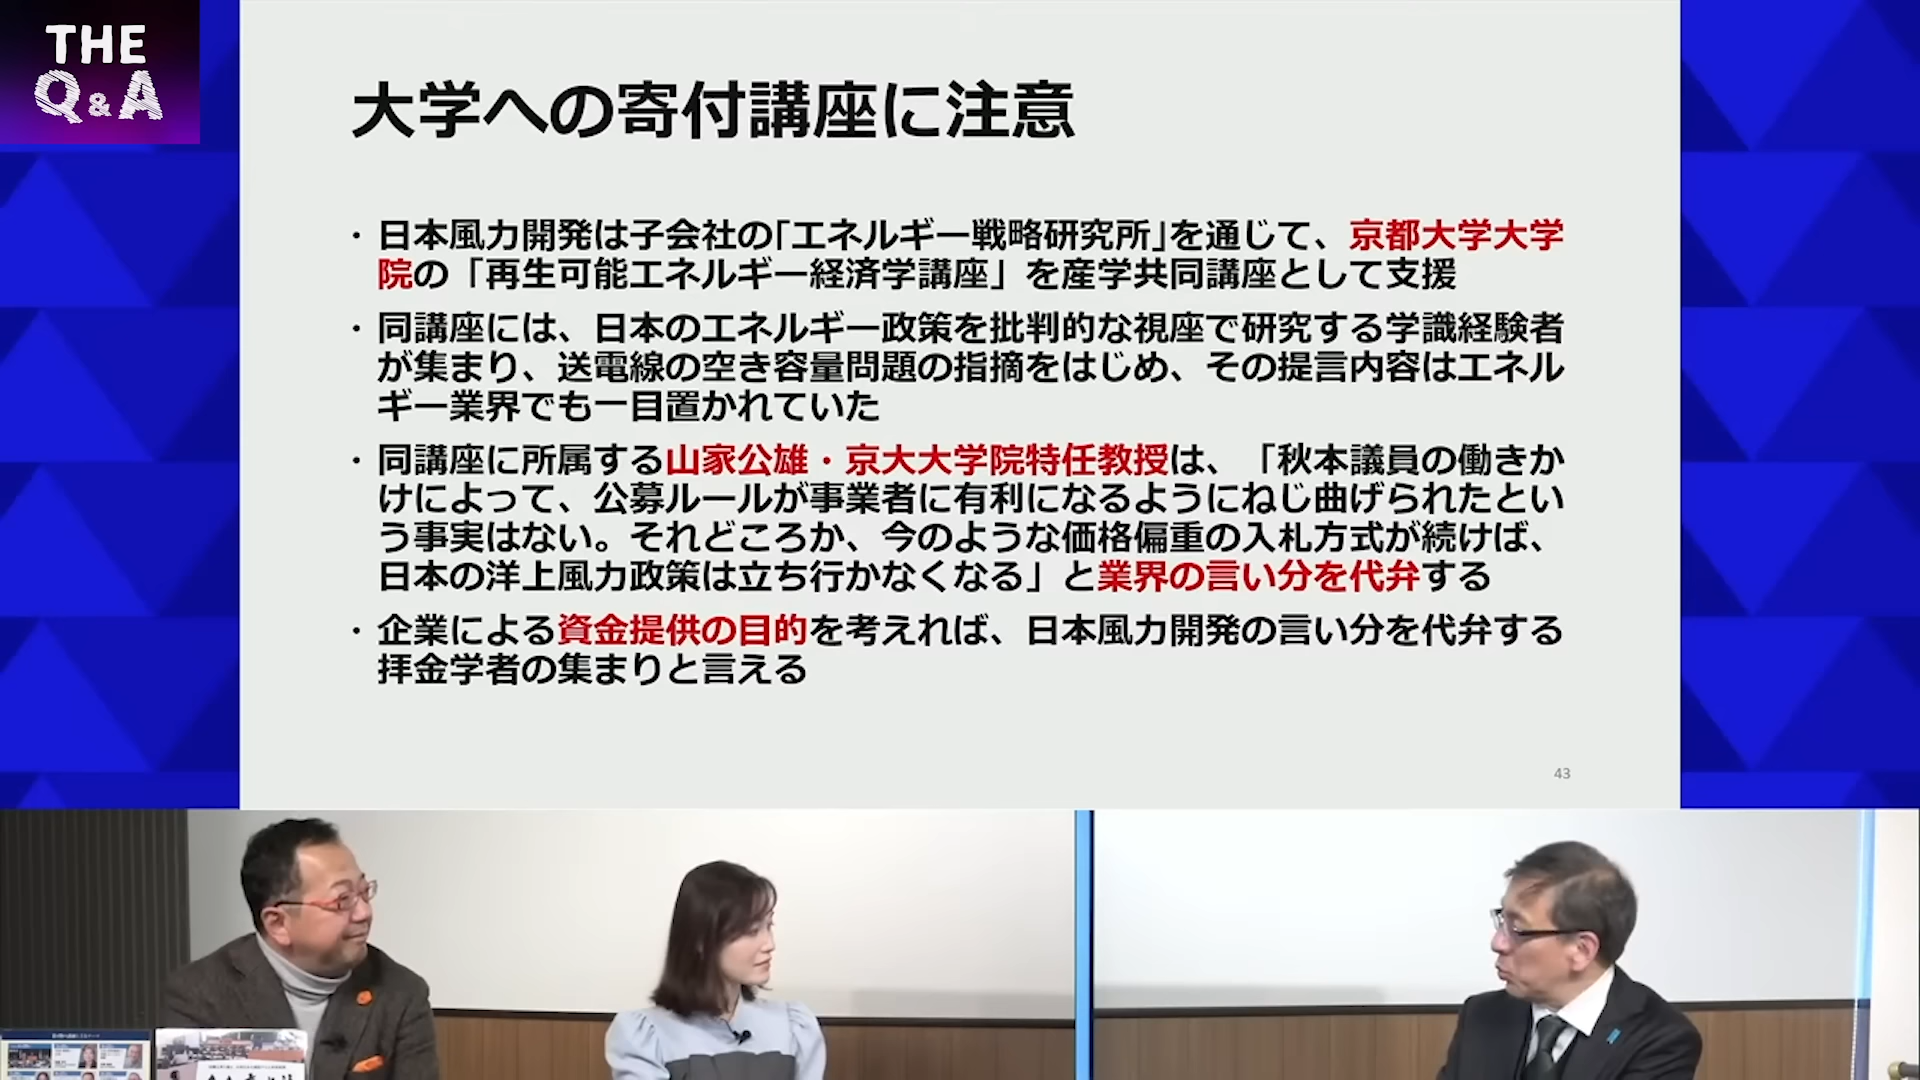 THE
Q&A
大学への寄付講座に注意
・日本風力開発は子会社の｢エネルギー戦略研究所｣を通じて、京都大学大学
院の「再生可能エネルギー経済学講座」を産学共同講座として支援
・同講座には、日本のエネルギー政策を批判的な視座で研究する学識経験者
が集まり、送電線の空き容量問題の指摘をはじめ、その提言内容はエネル
ギー業界でも一目置かれていた
・同講座に所属する山家公雄・京大大学院特任教授は、「秋本議員の働きか
けによって、公募ルールが事業者に有利になるようにねじ曲げられたとい
う事実はない。それどころか、今のような価格偏重の入札方式が続けば、
日本の洋上風力政策は立ち行かなくなる」と業界の言い分を代弁する
・企業による資金提供の目的を考えれば、日本風力開発の言い分を代弁する
拝金学者の集まりと言える
43